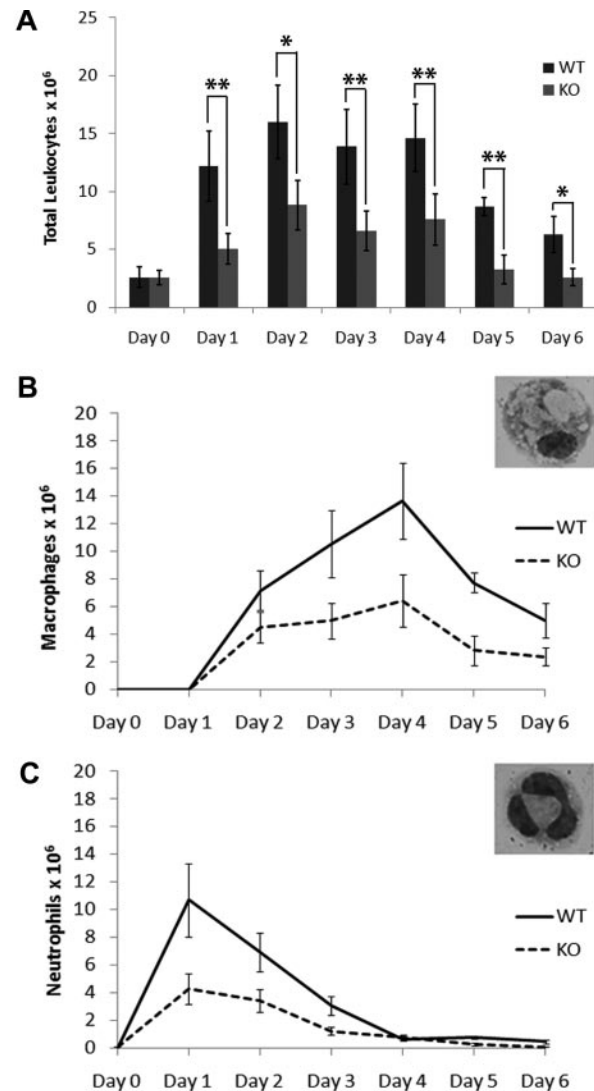 A
Total Leukocytes x 10⁶
25
20
15
10
5
0
**
*
**
**
**
*
WT
KO
Day 0 Day 1 Day 2 Day 3 Day 4 Day 5 Day 6
B
Macrophages x 10⁶
20
18
16
14
12
10
8
6
4
2
0
WT
KO
Day 0 Day 1 Day 2 Day 3 Day 4 Day 5 Day 6
C
Neutrophils x 10⁶
20
18
16
14
12
10
8
6
4
2
0
WT
KO
Day 0 Day 1 Day 2 Day 3 Day 4 Day 5 Day 6